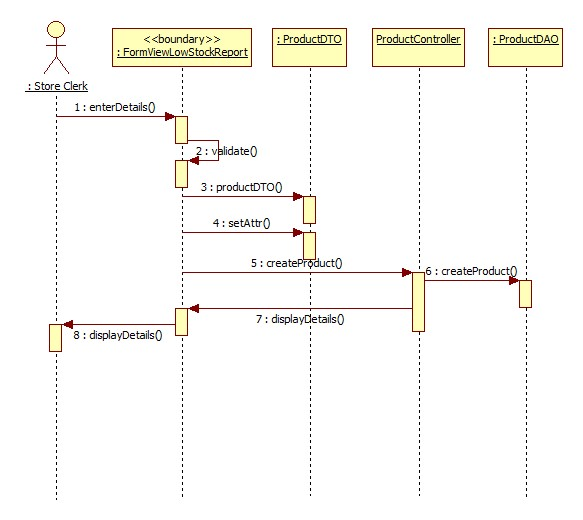 <<boundary>>
: FormViewLowStockReport
: ProductDTO
ProductController
: ProductDAO
: Store Clerk
1 : enterDetails()
2 : validate()
3 : productDTO()
4 : setAttr()
5 : createProduct()
6 : createProduct()
7 : displayDetails()
8 : displayDetails()